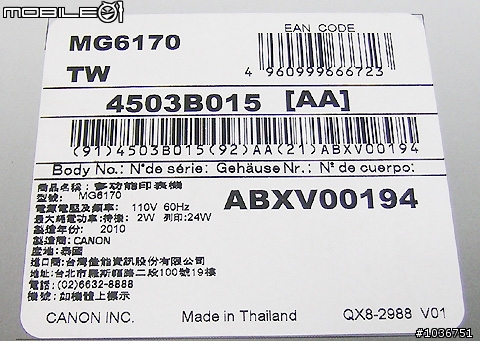 MOBILE01
MG6170
TW
EAN CODE
4 960999 666723
4503B015 [AA]
(91)4503B015(92)AA(21)ABXV00194
Body No.: N° de série: Gehäuse Nr.: N° de cuerpo:
ABXV00194
商品名稱: 多功能印表機
型號: MG6170
電源電壓及頻率: 110V 60Hz
最大耗電功率:待機: 2W 列印:24W
製造年份: 2010
製造商: CANON
產地: 泰國
進口商:台灣佳能資訊股份有限公司
地址:台北市羅斯福路二段100號19樓
電話:(02)6632-8888
機號: 如機體上標示
CANON INC. Made in Thailand QX8-2988 V01
#1036751